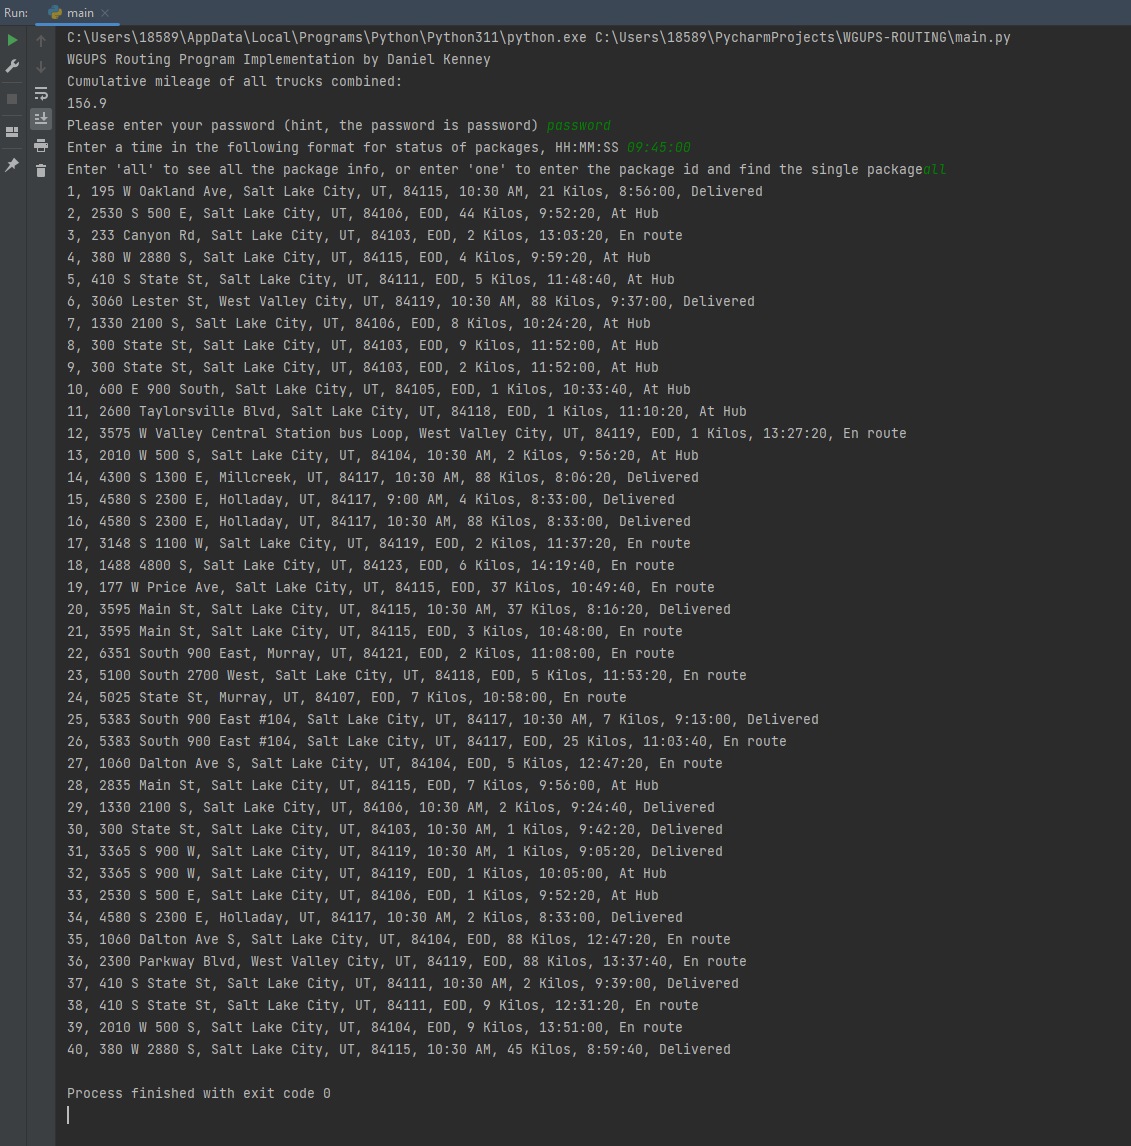 Run: main
C:\Users\18589\AppData\Local\Programs\Python\Python311\python.exe C:\Users\18589\PycharmProjects\WGUPS-ROUTING\main.py
WGUPS Routing Program Implementation by Daniel Kenney
Cumulative mileage of all trucks combined:
156.9
Please enter your password (hint, the password is password) password
Enter a time in the following format for status of packages, HH:MM:SS 09:45:00
Enter 'all' to see all the package info, or enter 'one' to enter the package id and find the single packageall
1, 195 W Oakland Ave, Salt Lake City, UT, 84115, 10:30 AM, 21 Kilos, 8:56:00, Delivered
2, 2530 S 500 E, Salt Lake City, UT, 84106, EOD, 44 Kilos, 9:52:20, At Hub
3, 233 Canyon Rd, Salt Lake City, UT, 84103, EOD, 2 Kilos, 13:03:20, En route
4, 380 W 2880 S, Salt Lake City, UT, 84115, EOD, 4 Kilos, 9:59:20, At Hub
5, 410 S State St, Salt Lake City, UT, 84111, EOD, 5 Kilos, 11:48:40, At Hub
6, 3060 Lester St, West Valley City, UT, 84119, 10:30 AM, 88 Kilos, 9:37:00, Delivered
7, 1330 2100 S, Salt Lake City, UT, 84106, EOD, 8 Kilos, 10:24:20, At Hub
8, 300 State St, Salt Lake City, UT, 84103, EOD, 9 Kilos, 11:52:00, At Hub
9, 300 State St, Salt Lake City, UT, 84103, EOD, 2 Kilos, 11:52:00, At Hub
10, 600 E 900 South, Salt Lake City, UT, 84105, EOD, 1 Kilos, 10:33:40, At Hub
11, 2600 Taylorsville Blvd, Salt Lake City, UT, 84118, EOD, 1 Kilos, 11:10:20, At Hub
12, 3575 W Valley Central Station bus Loop, West Valley City, UT, 84119, EOD, 1 Kilos, 13:27:20, En route
13, 2010 W 500 S, Salt Lake City, UT, 84104, 10:30 AM, 2 Kilos, 9:56:20, At Hub
14, 4300 S 1300 E, Millcreek, UT, 84117, 10:30 AM, 88 Kilos, 8:06:20, Delivered
15, 4580 S 2300 E, Holladay, UT, 84117, 9:00 AM, 4 Kilos, 8:33:00, Delivered
16, 4580 S 2300 E, Holladay, UT, 84117, 10:30 AM, 88 Kilos, 8:33:00, Delivered
17, 3148 S 1100 W, Salt Lake City, UT, 84119, EOD, 2 Kilos, 11:37:20, En route
18, 1488 4800 S, Salt Lake City, UT, 84123, EOD, 6 Kilos, 14:19:40, En route
19, 177 W Price Ave, Salt Lake City, UT, 84115, EOD, 37 Kilos, 10:49:40, En route
20, 3595 Main St, Salt Lake City, UT, 84115, 10:30 AM, 37 Kilos, 8:16:20, Delivered
21, 3595 Main St, Salt Lake City, UT, 84115, EOD, 3 Kilos, 10:48:00, En route
22, 6351 South 900 East, Murray, UT, 84121, EOD, 2 Kilos, 11:08:00, En route
23, 5100 South 2700 West, Salt Lake City, UT, 84118, EOD, 5 Kilos, 11:53:20, En route
24, 5025 State St, Murray, UT, 84107, EOD, 7 Kilos, 10:58:00, En route
25, 5383 South 900 East #104, Salt Lake City, UT, 84117, 10:30 AM, 7 Kilos, 9:13:00, Delivered
26, 5383 South 900 East #104, Salt Lake City, UT, 84117, EOD, 25 Kilos, 11:03:40, En route
27, 1060 Dalton Ave S, Salt Lake City, UT, 84104, EOD, 5 Kilos, 12:47:20, En route
28, 2835 Main St, Salt Lake City, UT, 84115, EOD, 7 Kilos, 9:56:00, At Hub
29, 1330 2100 S, Salt Lake City, UT, 84106, 10:30 AM, 2 Kilos, 9:24:40, Delivered
30, 300 State St, Salt Lake City, UT, 84103, 10:30 AM, 1 Kilos, 9:42:20, Delivered
31, 3365 S 900 W, Salt Lake City, UT, 84119, 10:30 AM, 1 Kilos, 9:05:20, Delivered
32, 3365 S 900 W, Salt Lake City, UT, 84119, EOD, 1 Kilos, 10:05:00, At Hub
33, 2530 S 500 E, Salt Lake City, UT, 84106, EOD, 1 Kilos, 9:52:20, At Hub
34, 4580 S 2300 E, Holladay, UT, 84117, 10:30 AM, 2 Kilos, 8:33:00, Delivered
35, 1060 Dalton Ave S, Salt Lake City, UT, 84104, EOD, 88 Kilos, 12:47:20, En route
36, 2300 Parkway Blvd, West Valley City, UT, 84119, EOD, 88 Kilos, 13:37:40, En route
37, 410 S State St, Salt Lake City, UT, 84111, 10:30 AM, 2 Kilos, 9:39:00, Delivered
38, 410 S State St, Salt Lake City, UT, 84111, EOD, 9 Kilos, 12:31:20, En route
39, 2010 W 500 S, Salt Lake City, UT, 84104, EOD, 9 Kilos, 13:51:00, En route
40, 380 W 2880 S, Salt Lake City, UT, 84115, 10:30 AM, 45 Kilos, 8:59:40, Delivered
Process finished with exit code 0